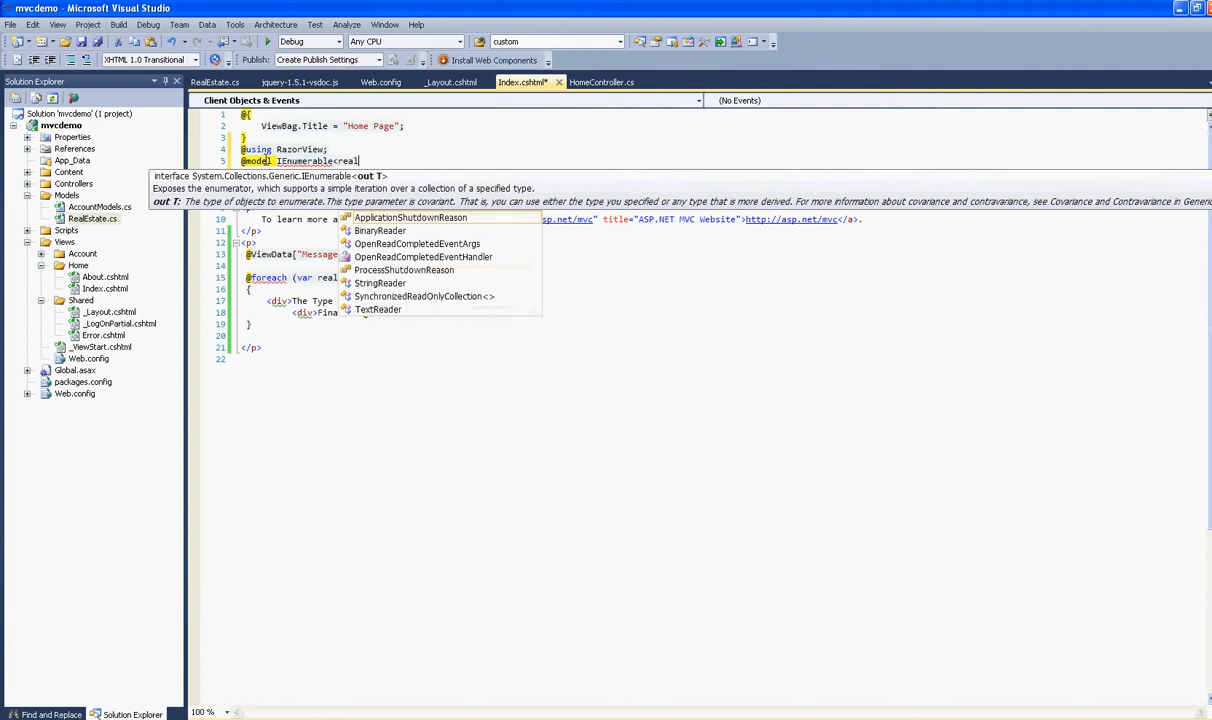 mvcdemo - Microsoft Visual Studio
File Edit View Project Build Debug Team Data Tools Architecture Test Analyze Window Help
Debug Any CPU custom
XHTML 1.0 Transitional Publish: Create Publish Settings Install Web Components
Solution Explorer
RealEstate.cs jquery-1.5.1-vsdoc.js Web.config _Layout.cshtml Index.cshtml* HomeController.cs
Client Objects & Events (No Events)
Solution 'mvcdemo' (1 project)
mvcdemo
Properties
References
App_Data
Content
Controllers
Models
AccountModels.cs
RealEstate.cs
Scripts
Views
Account
Home
About.cshtml
Index.cshtml
Shared
_Layout.cshtml
_LogOnPartial.cshtml
Error.cshtml
_ViewStart.cshtml
Web.config
Global.asax
packages.config
Web.config
1 @{
2 ViewBag.Title = "Home Page";
3 }
4 @using RazorView;
5 @model IEnumerable<real
interface System.Collections.Generic.IEnumerable<out T>
Exposes the enumerator, which supports a simple iteration over a collection of a specified type.
out T: The type of objects to enumerate.This type parameter is covariant. That is, you can use either the type you specified or any type that is more derived. For more information about covariance and contravariance, see Covariance and Contravariance in Generic
10 To learn more a sp.net/mvc" title="ASP.NET MVC Website">http://asp.net/mvc</a>.
11 </p>
12 <p>
13 @ViewData["Message
14
15 @foreach (var real
16 {
17 <div>The Type
18 <div>Fina
19 }
20
21 </p>
22
ApplicationShutdownReason
BinaryReader
OpenReadCompletedEventArgs
OpenReadCompletedEventHandler
ProcessShutdownReason
StringReader
SynchronizedReadOnlyCollection<>
TextReader
Find and Replace Solution Explorer
100 %